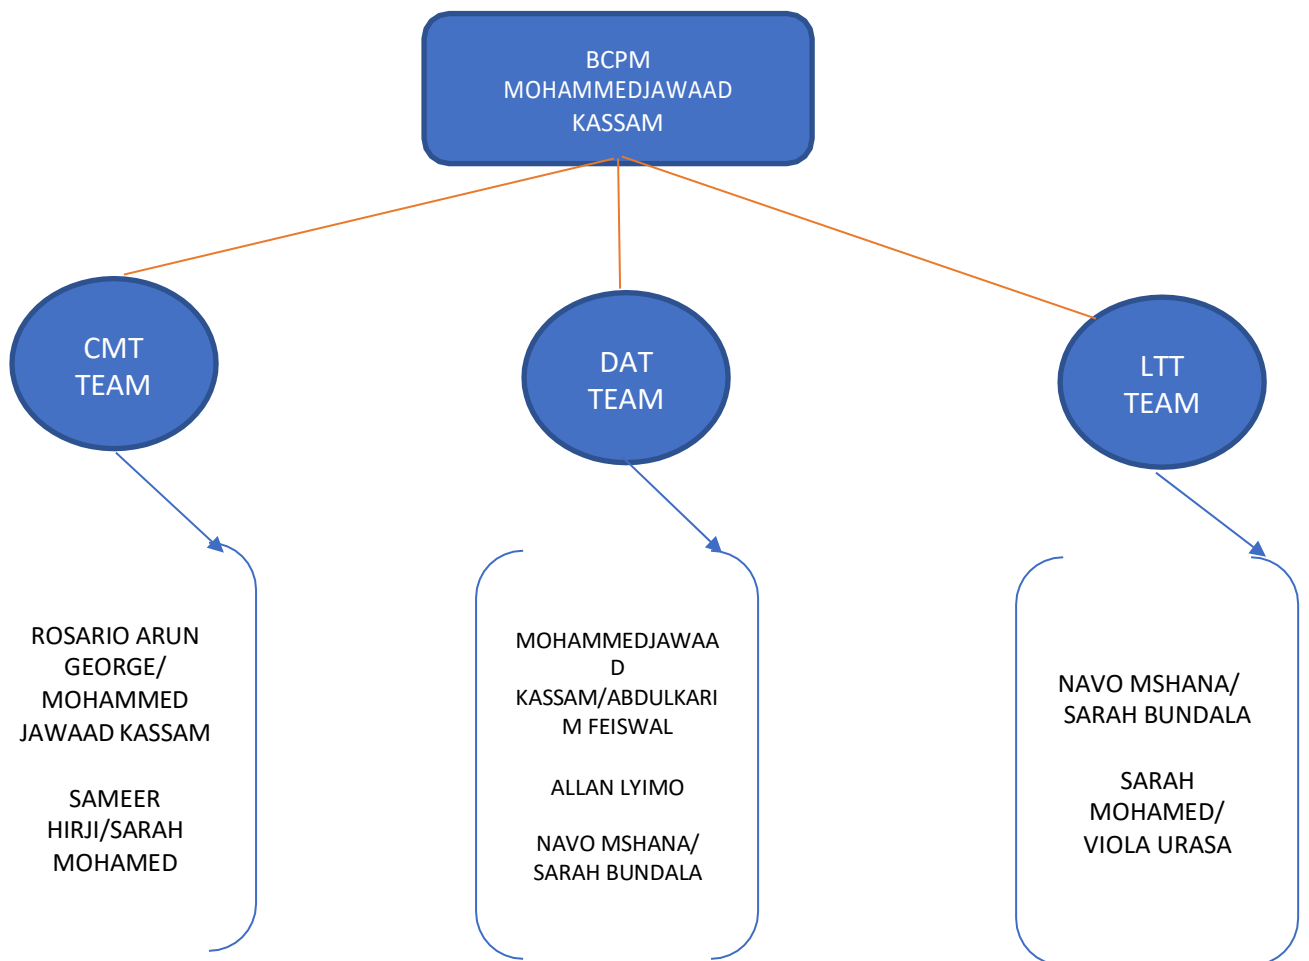 BCPM
MOHAMMEDJAWAAD
KASSAM
CMT
TEAM
DAT
TEAM
LTT
TEAM
ROSARIO ARUN
GEORGE/
MOHAMMED
JAWAAD KASSAM
SAMEER
HIRJI/SARAH
MOHAMED
MOHAMMEDJAWAA
D
KASSAM/ABDULKARI
M FEISWAL
ALLAN LYIMO
NAVO MSHANA/
SARAH BUNDALA
NAVO MSHANA/
SARAH BUNDALA
SARAH
MOHAMED/
VIOLA URASA